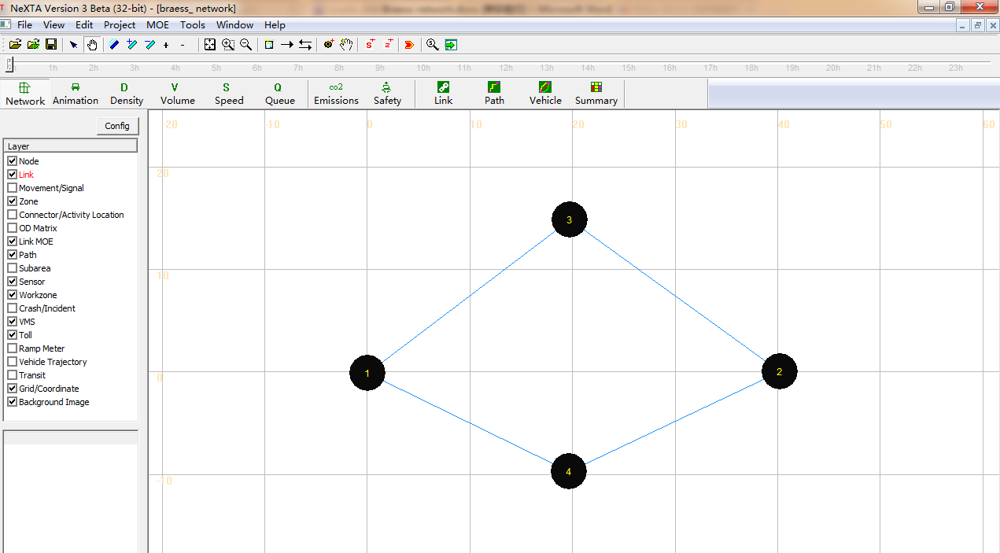 NeXTA Version 3 Beta (32-bit) - [braess_ network]
File View Edit Project MOE Tools Window Help
1h 2h 3h 4h 5h 6h 7h 8h 9h 10h 11h 12h 13h 14h 15h 16h 17h 18h 19h 20h 21h 22h 23h
D V S Q co2
Network Animation Density Volume Speed Queue Emissions Safety Link Path Vehicle Summary
Config
Layer
Node
Link
Movement/Signal
Zone
Connector/Activity Location
OD Matrix
Link MOE
Path
Subarea
Sensor
Workzone
Crash/Incident
VMS
Toll
Ramp Meter
Vehicle Trajectory
Transit
Grid/Coordinate
Background Image
-20 -10 0 10 20 30 40 50 60
20
3
10
1 2
0
4
-10